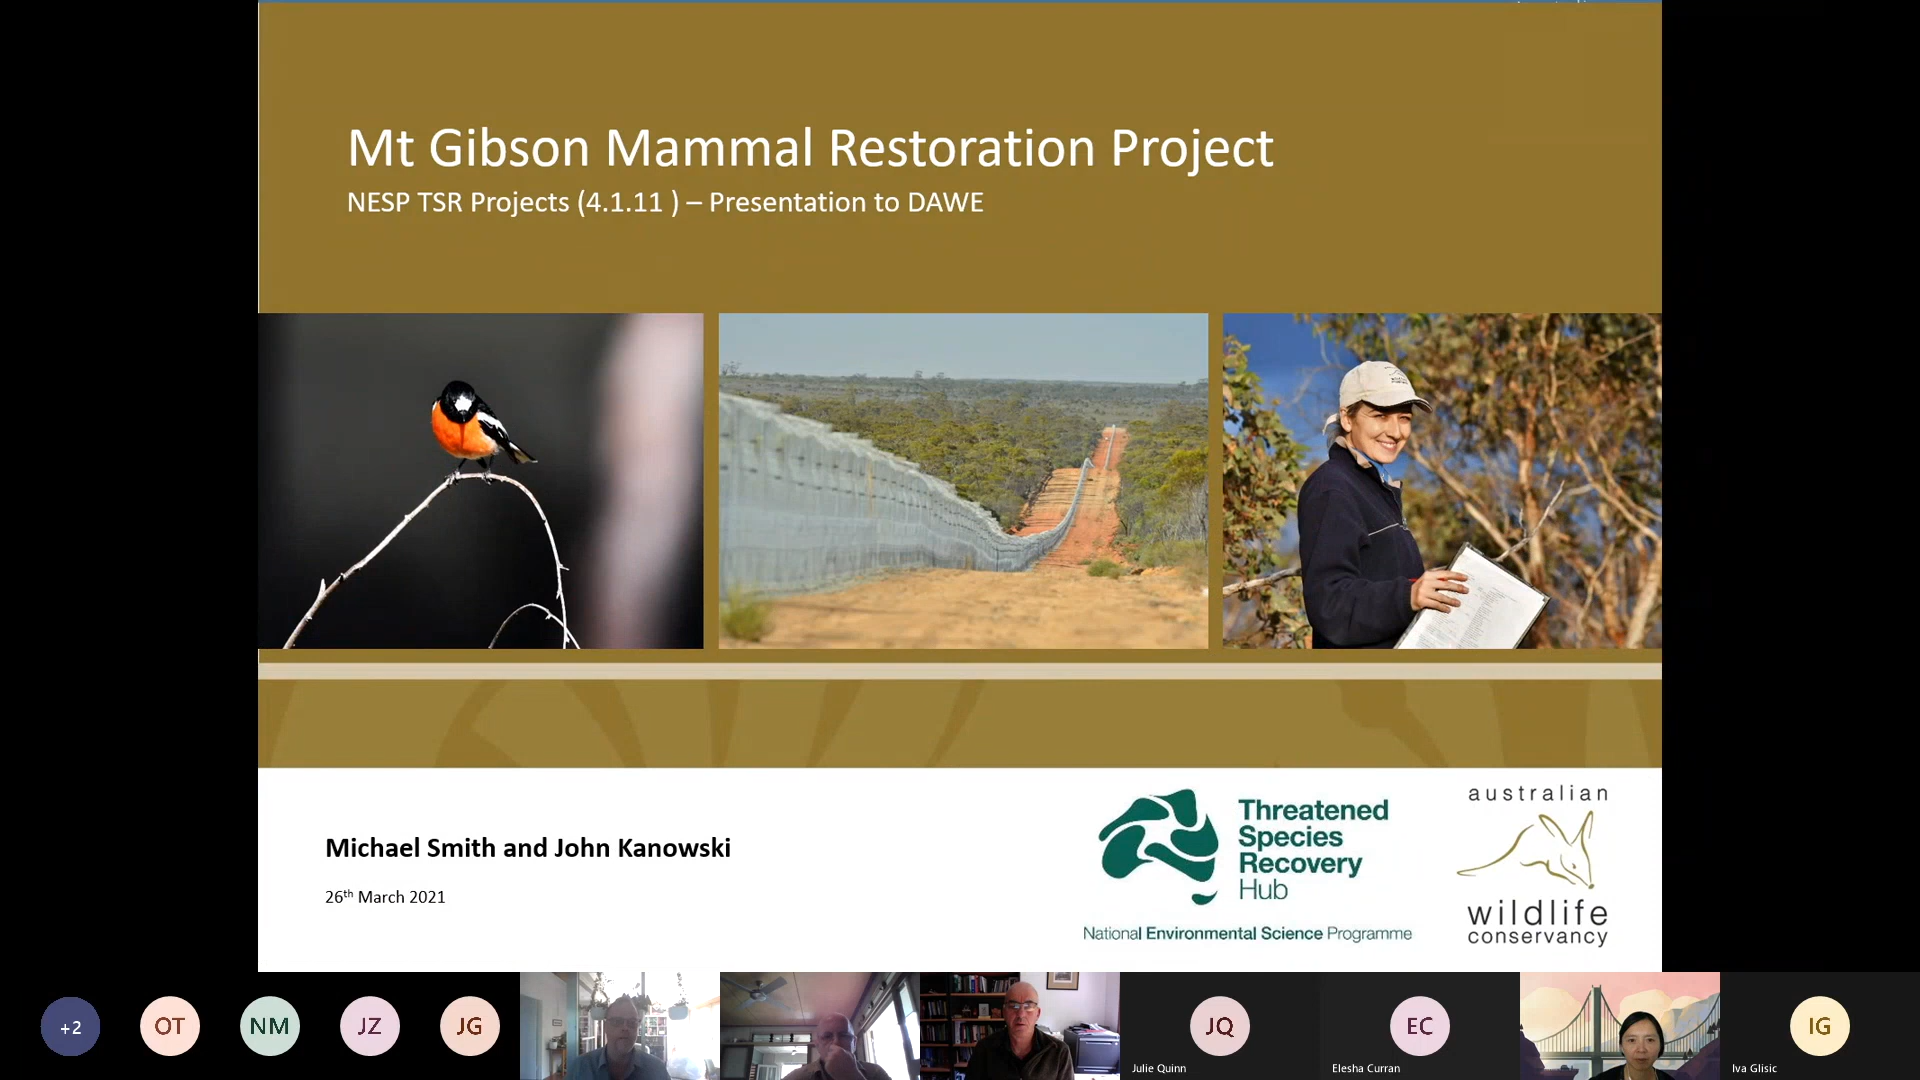 Mt Gibson Mammal Restoration Project
NESP TSR Projects (4.1.11 ) – Presentation to DAWE
Michael Smith and John Kanowski
26th March 2021
Threatened
Species
Recovery
Hub
National Environmental Science Programme
australian
wildlife
conservancy
+2
OT
NM
JZ
JG
JQ
Julie Quinn
EC
Elesha Curran
IG
Iva Glisic